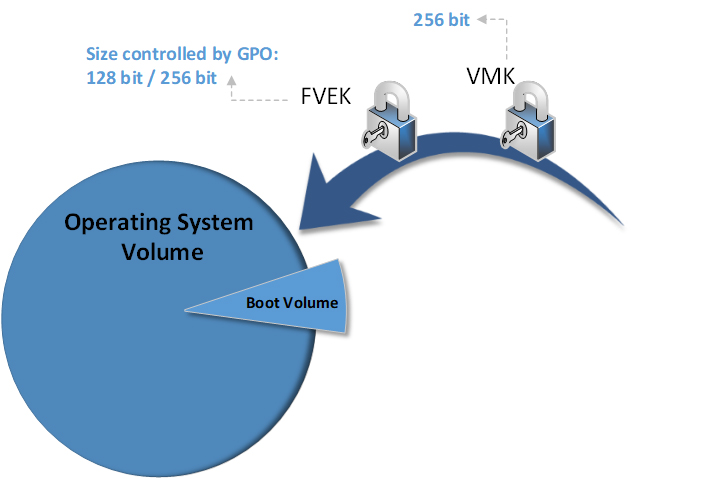 256 bit
Size controlled by GPO:
128 bit / 256 bit
VMK
FVEK
Operating System
Volume
Boot Volume